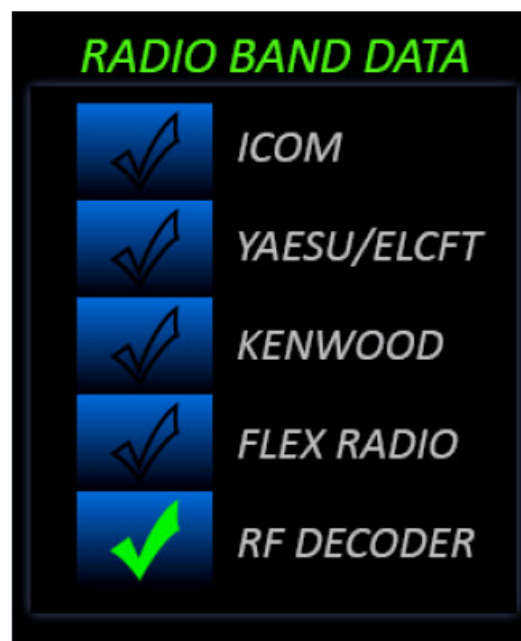 RADIO BAND DATA
ICOM
YAESU/ELCFT
KENWOOD
FLEX RADIO
RF DECODER